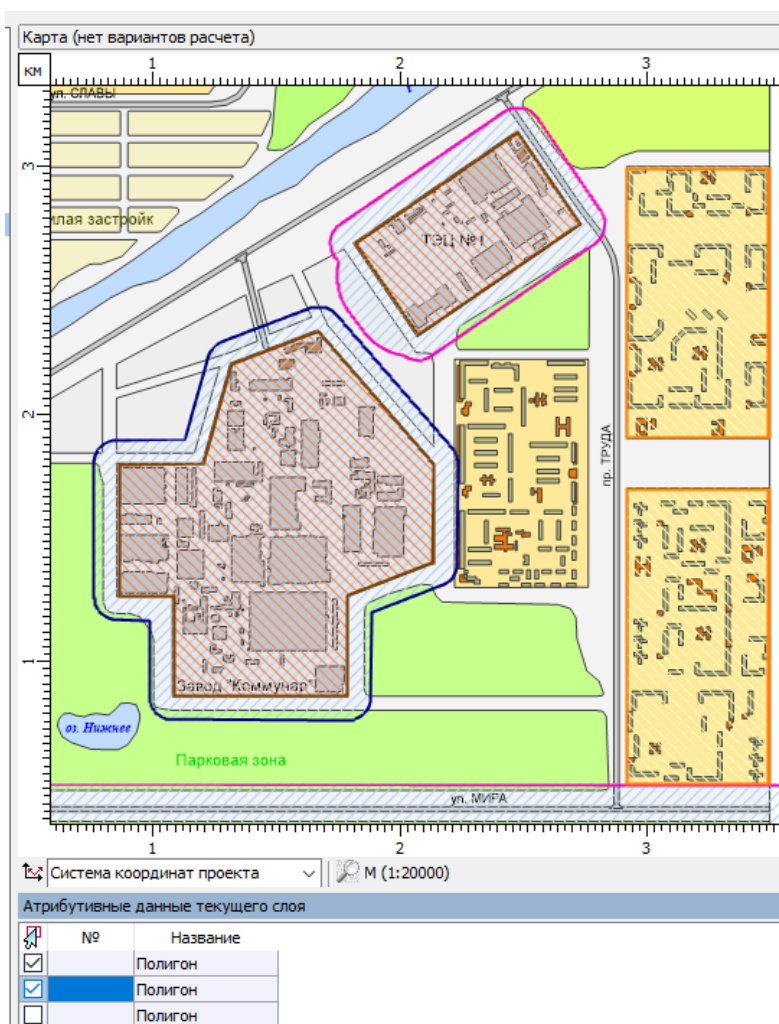 Карта (нет вариантов расчета)
км
1
2
3
ул. СЛАВЫ
3
илая застройк
ТЭЦ №1
2
пр. ТРУДА
1
Завод "Коммунар"
оз. Нижнее
Парковая зона
ул. МИРА
1
2
3
Система координат проекта
М (1:20000)
Атрибутивные данные текущего слоя
№ Название
Полигон
Полигон
Полигон